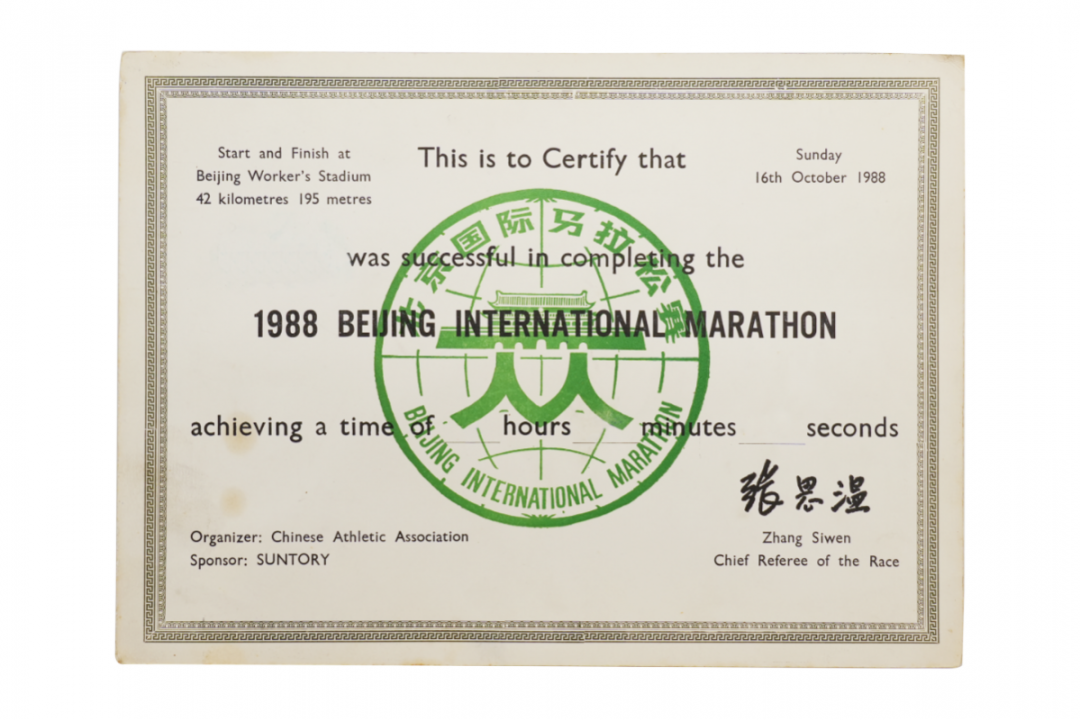 Start and Finish at
Beijing Worker's Stadium
42 kilometres 195 metres
This is to Certify that
Sunday
16th October 1988
北京国际马拉松赛
was successful in completing the
1988 BEIJING INTERNATIONAL MARATHON
achieving a time of hours minutes seconds
BEIJING INTERNATIONAL MARATHON
张思温
Organizer: Chinese Athletic Association
Sponsor: SUNTORY
Zhang Siwen
Chief Referee of the Race